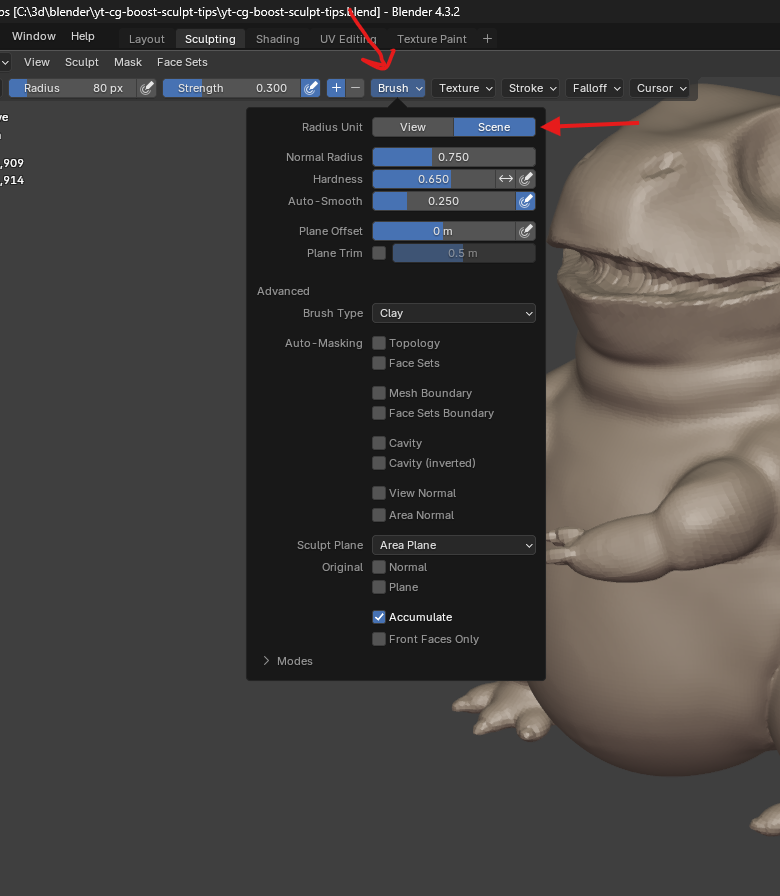 ps [C:\3d\blender\yt-cg-boost-sculpt-tips\yt-cg-boost-sculpt-tips.blend] - Blender 4.3.2
Window Help Layout Sculpting Shading UV Editing Texture Paint +
View Sculpt Mask Face Sets
Radius 80 px Strength 0.300 + − Brush Texture Stroke Falloff Cursor
ve
,909
,914
Radius Unit View Scene
Normal Radius 0.750
Hardness 0.650
Auto-Smooth 0.250
Plane Offset 0 m
Plane Trim 0.5 m
Advanced
Brush Type Clay
Auto-Masking Topology
Face Sets
Mesh Boundary
Face Sets Boundary
Cavity
Cavity (inverted)
View Normal
Area Normal
Sculpt Plane Area Plane
Original Normal
Plane
Accumulate
Front Faces Only
Modes